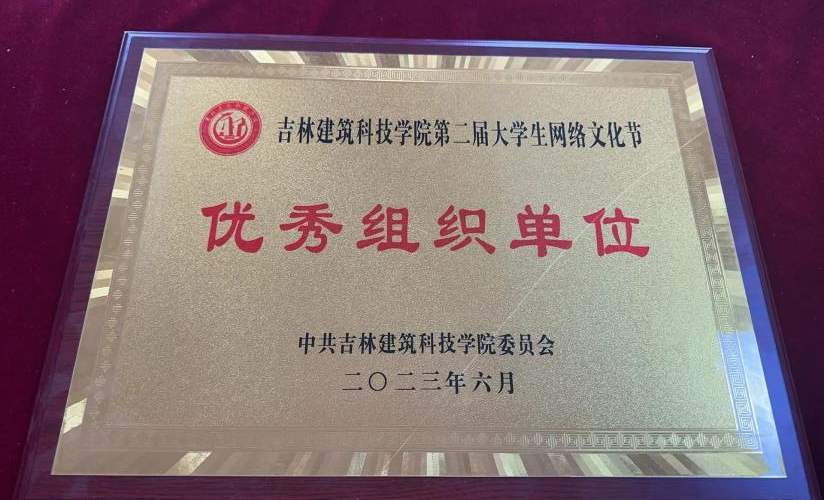 吉林建筑科技学院第二届大学生网络文化节
优秀组织单位
中共吉林建筑科技学院委员会
二〇二三年六月